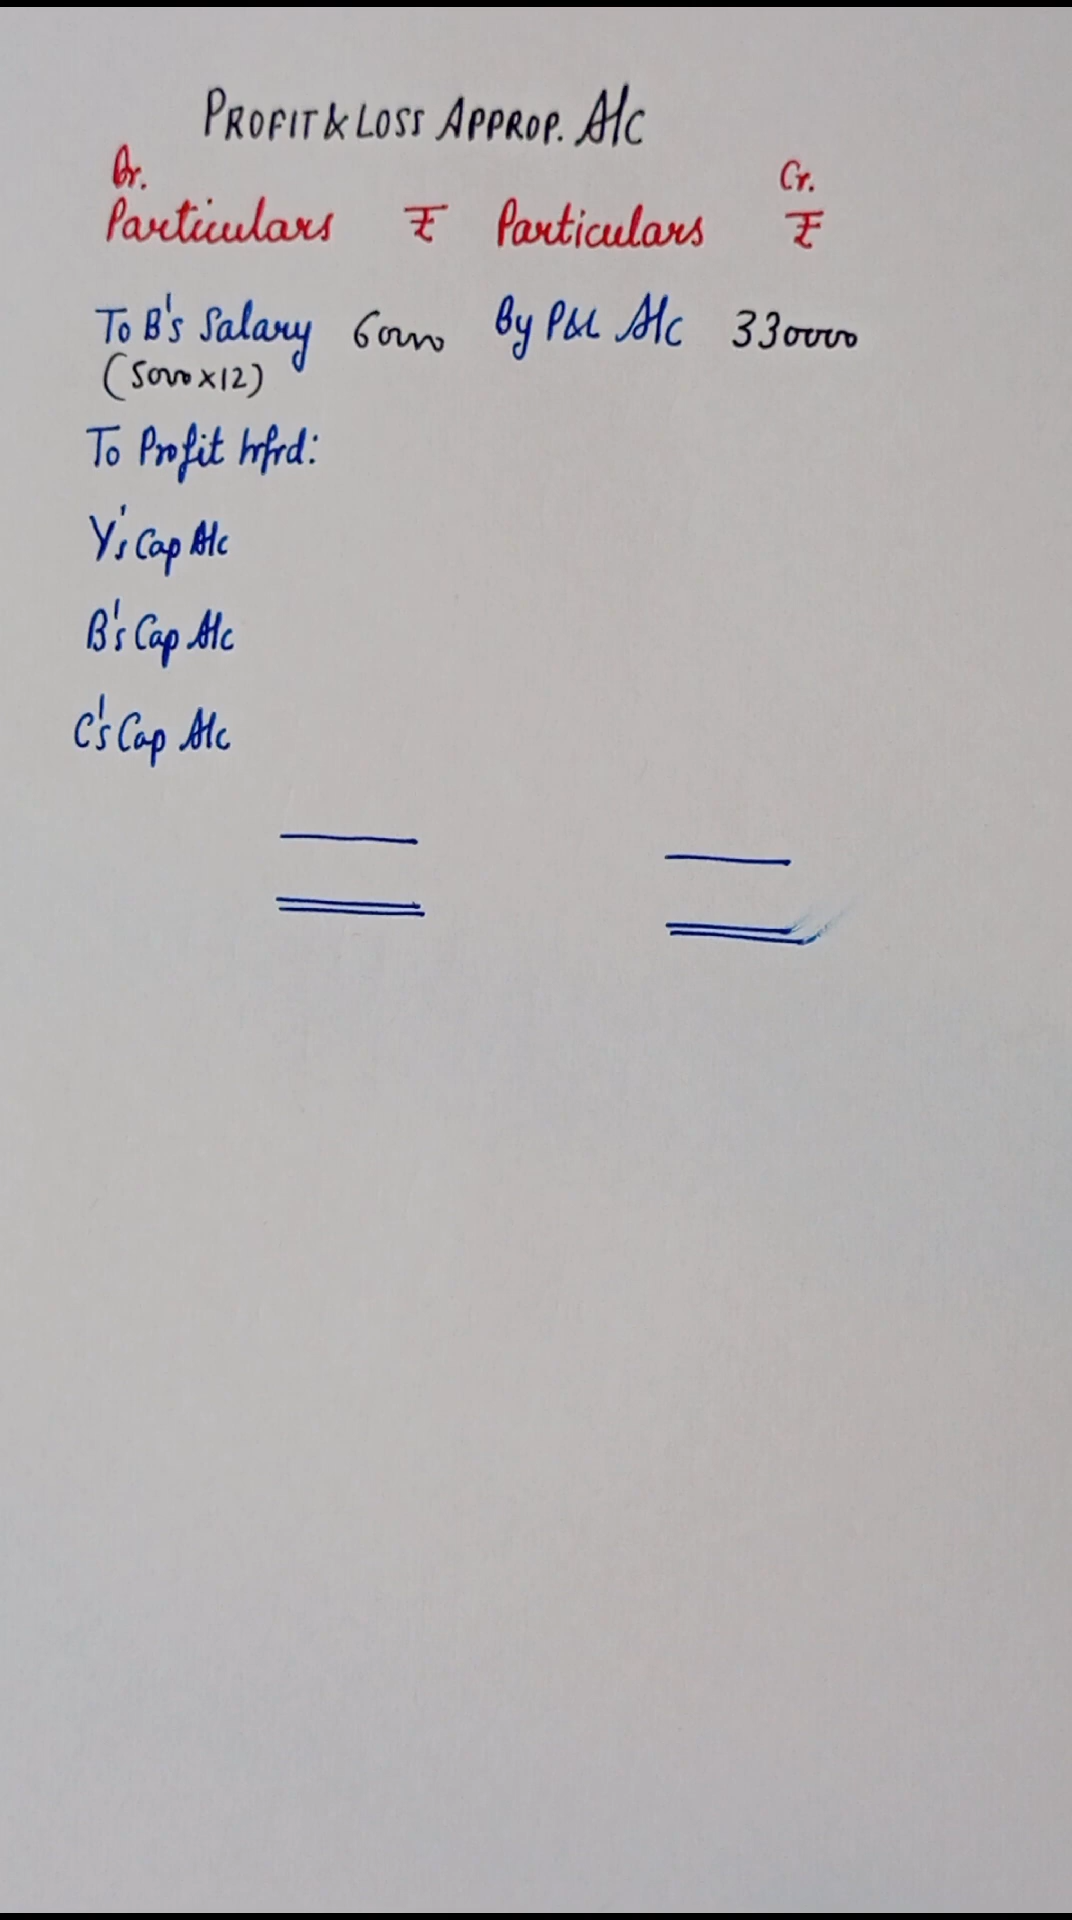 PROFIT & LOSS APPROP. A/c
Dr. Cr.
Particulars ₹ Particulars ₹
To B's Salary 60000 By P&L A/c 330000
(5000x12)
To Profit trfrd:
Y's Cap A/c
B's Cap A/c
C's Cap A/c